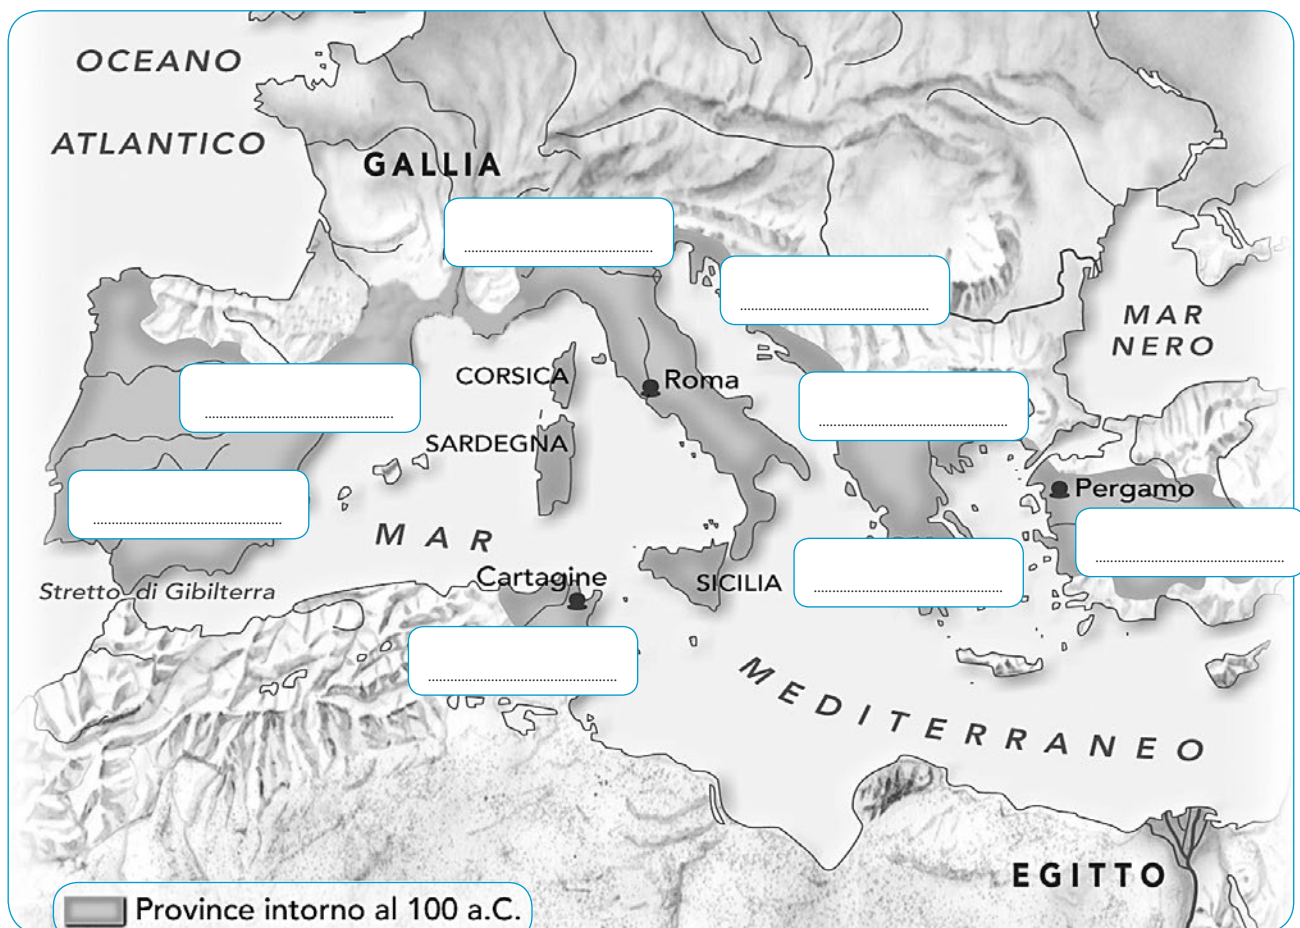 OCEANO
ATLANTICO
GALLIA
MAR
NERO
CORSICA
Roma
SARDEGNA
Pergamo
MAR
Cartagine
SICILIA
Stretto di Gibilterra
MEDITERRANEO
EGITTO
Province intorno al 100 a.C.